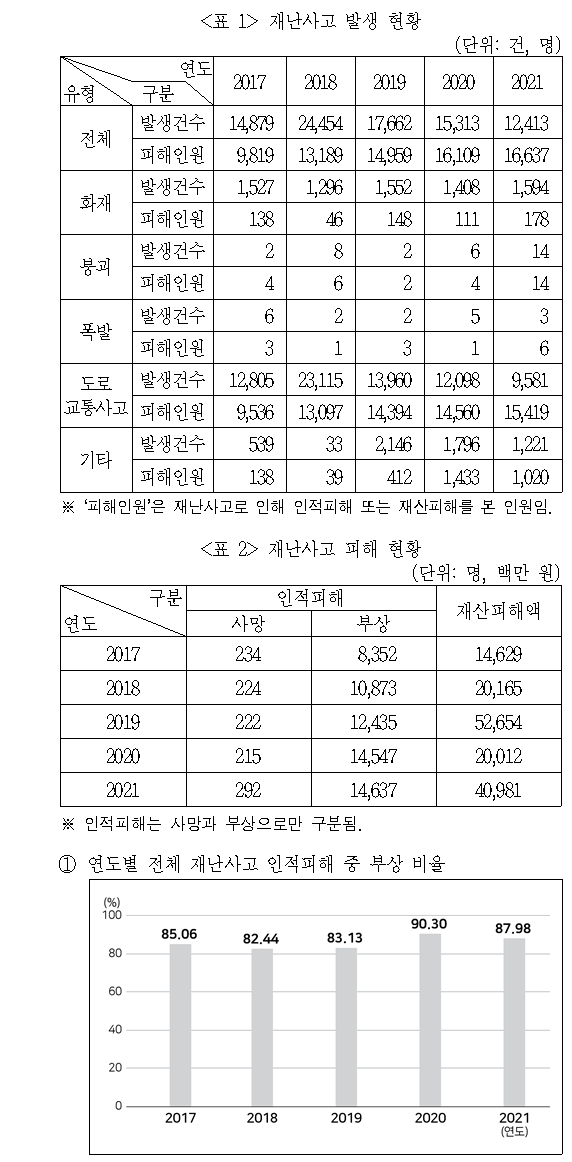 <표 1> 재난사고 발생 현황
(단위: 건, 명)
연도
유형 구분 2017 2018 2019 2020 2021
전체 발생건수 14,879 24,454 17,662 15,313 12,413
피해인원 9,819 13,189 14,959 16,109 16,637
화재 발생건수 1,527 1,296 1,552 1,408 1,594
피해인원 138 46 148 111 178
붕괴 발생건수 2 8 2 6 14
피해인원 4 6 2 4 14
폭발 발생건수 6 2 2 5 3
피해인원 3 1 3 1 6
도로 교통사고 발생건수 12,805 23,115 13,960 12,098 9,581
피해인원 9,536 13,097 14,394 14,560 15,419
기타 발생건수 539 33 2,146 1,796 1,221
피해인원 138 39 412 1,433 1,020
※ ‘피해인원’은 재난사고로 인해 인적피해 또는 재산피해를 본 인원임.
<표 2> 재난사고 피해 현황
(단위: 명, 백만 원)
구분 인적피해 재산피해액
연도 사망 부상
2017 234 8,352 14,629
2018 224 10,873 20,165
2019 222 12,435 52,654
2020 215 14,547 20,012
2021 292 14,637 40,981
※ 인적피해는 사망과 부상으로만 구분됨.
① 연도별 전체 재난사고 인적피해 중 부상 비율
(%)
100
85.06 82.44 83.13 90.30 87.98
80
60
40
20
0
2017 2018 2019 2020 2021
(연도)